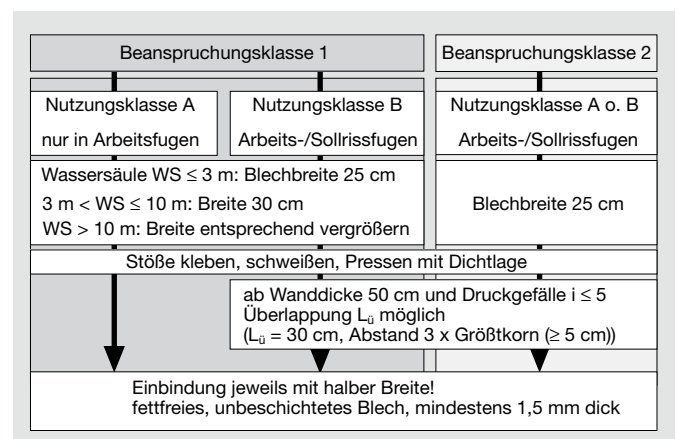 Beanspruchungsklasse 1
Beanspruchungsklasse 2
Nutzungsklasse A
nur in Arbeitsfugen
Nutzungsklasse B
Arbeits-/Sollrissfugen
Nutzungsklasse A o. B
Arbeits-/Sollrissfugen
Wassersäule WS ≤ 3 m: Blechbreite 25 cm
3 m < WS ≤ 10 m: Breite 30 cm
WS > 10 m: Breite entsprechend vergrößern
Blechbreite 25 cm
Stöße kleben, schweißen, Pressen mit Dichtlage
ab Wanddicke 50 cm und Druckgefälle i ≤ 5
Überlappung Lü möglich
(Lü = 30 cm, Abstand 3 x Größtkorn (≥ 5 cm))
Einbindung jeweils mit halber Breite!
fettfreies, unbeschichtetes Blech, mindestens 1,5 mm dick